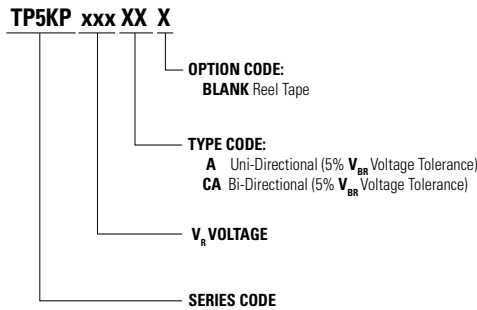 TP5KP xxx XX X
OPTION CODE:
BLANK Reel Tape
TYPE CODE:
A Uni-Directional (5% VBR Voltage Tolerance)
CA Bi-Directional (5% VBR Voltage Tolerance)
VR VOLTAGE
SERIES CODE